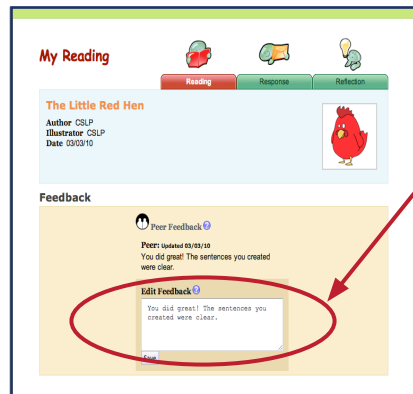 My Reading
Reading Response Reflection
The Little Red Hen
Author CSLP
Illustrator CSLP
Date 03/03/10
Feedback
Peer Feedback ?
Peer: Updated 03/03/10
You did great! The sentences you created
were clear.
Edit Feedback ?
You did great! The sentences you
created were clear.
Save